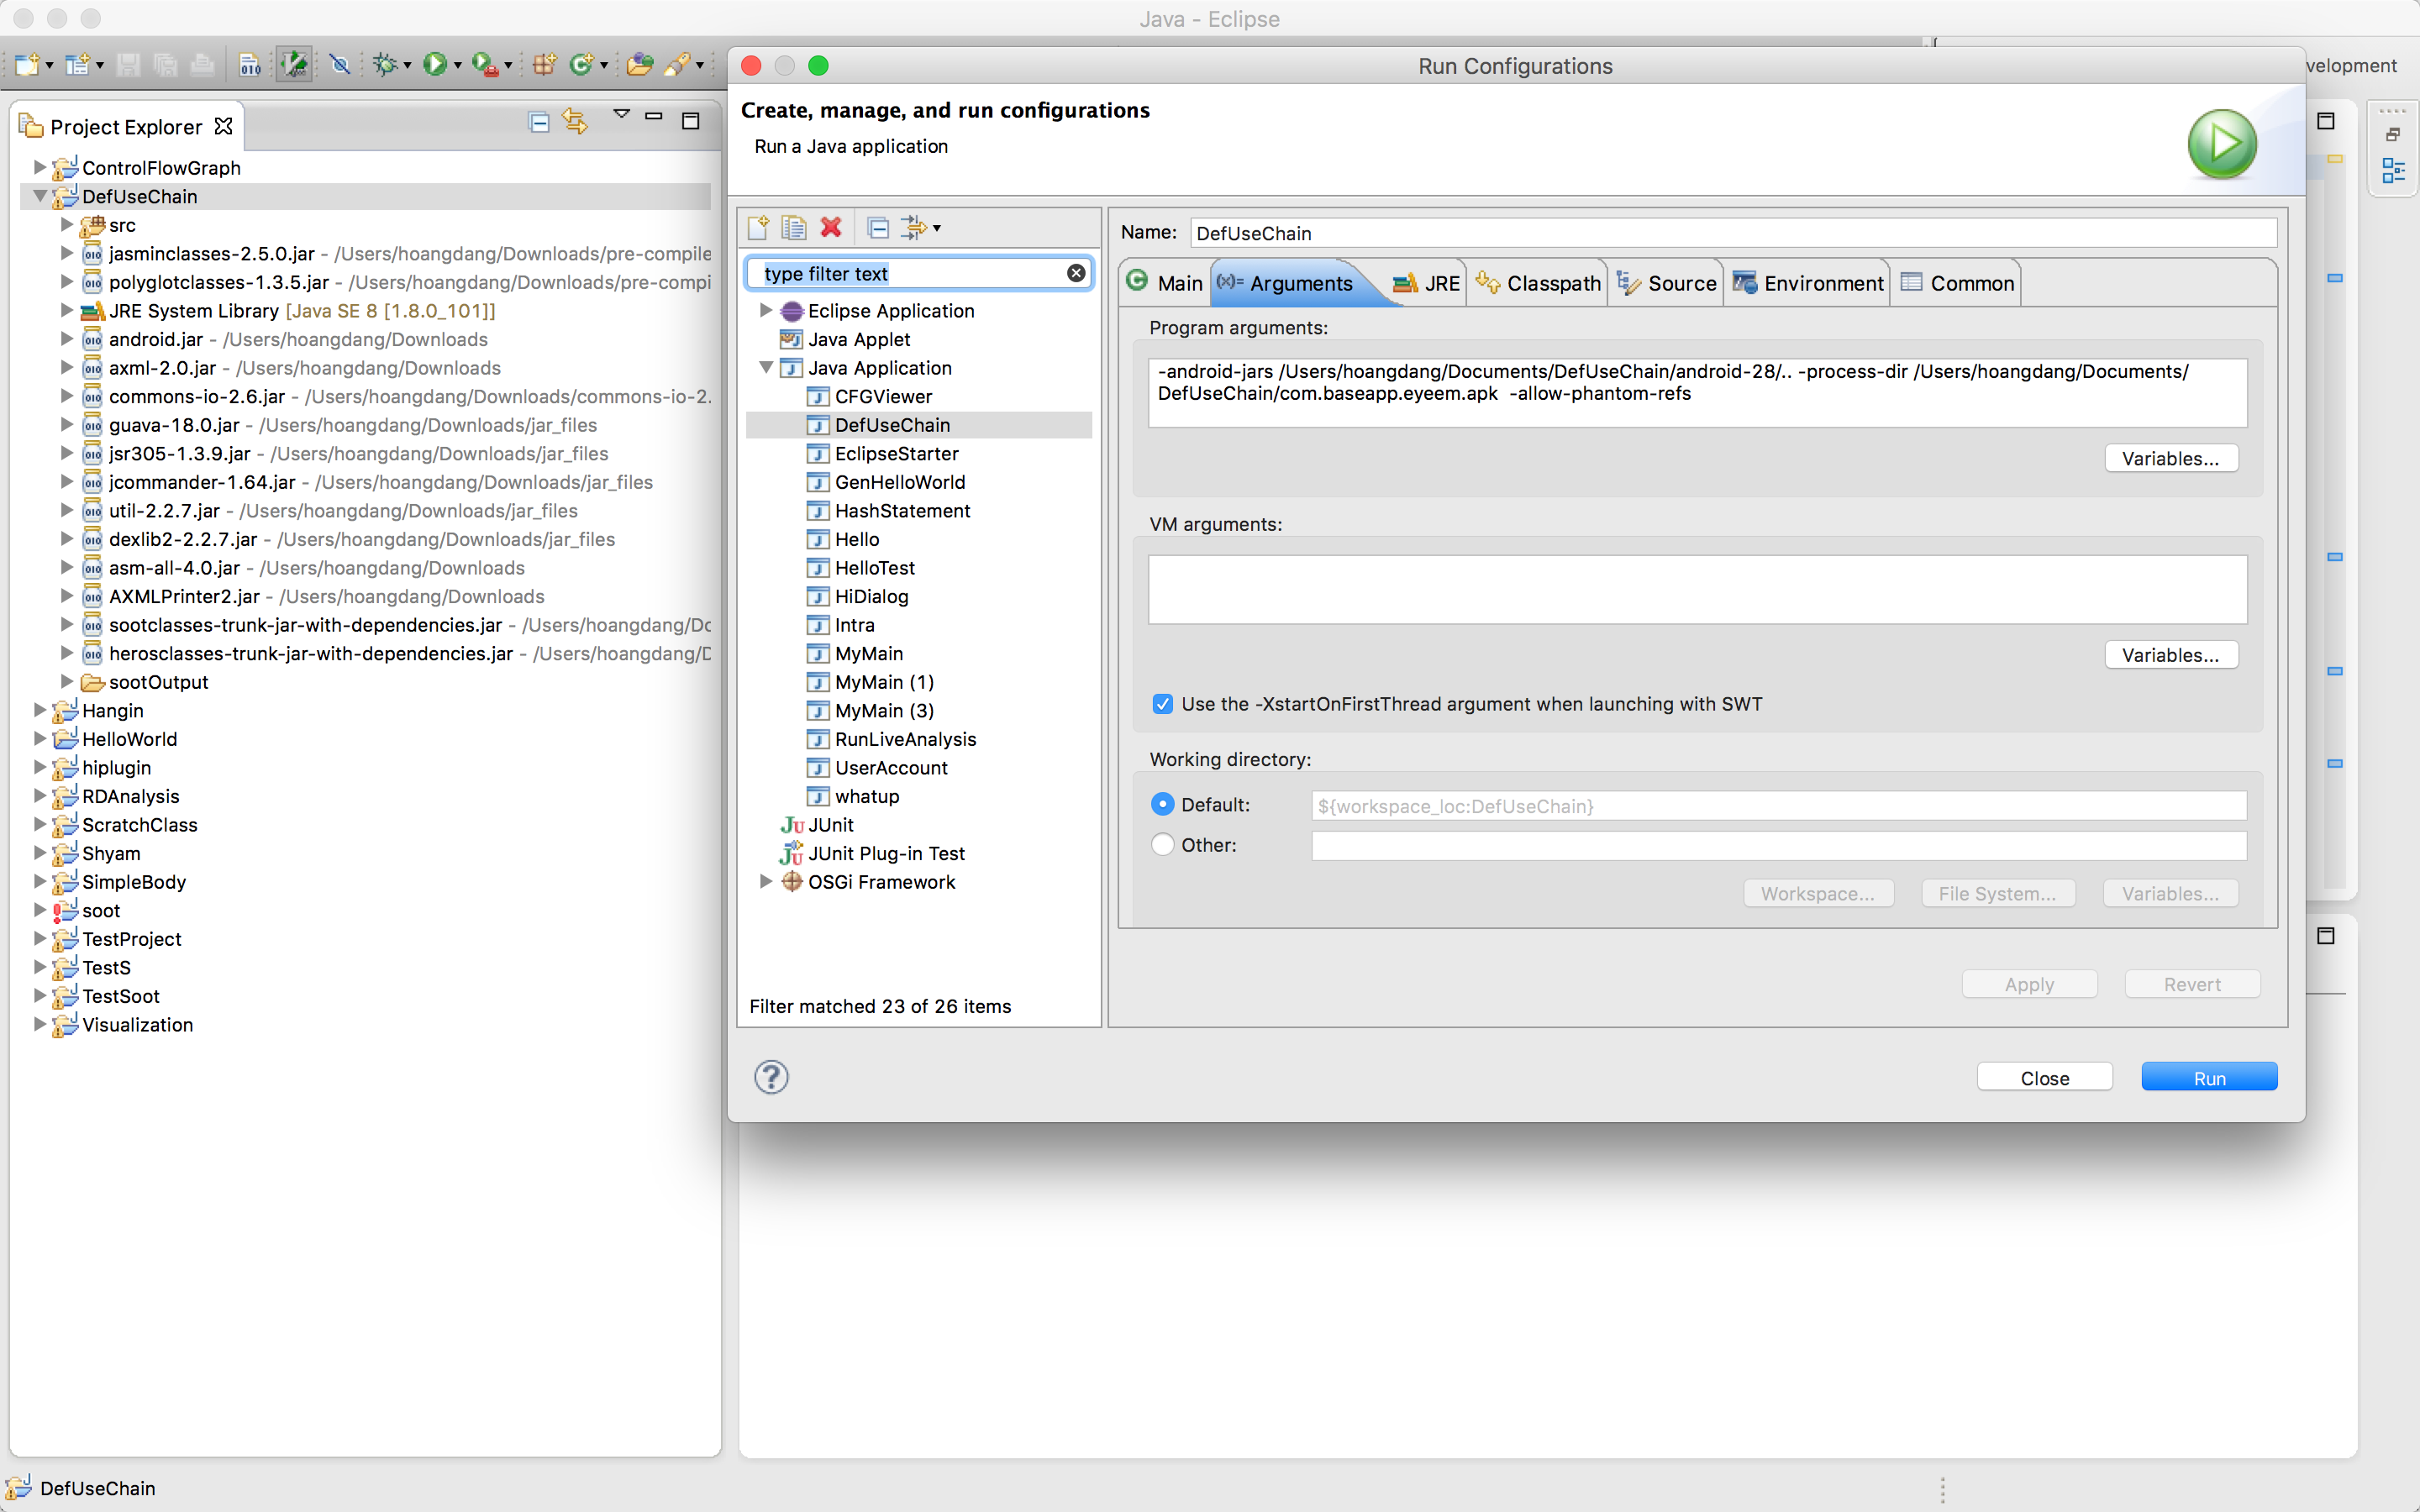 Java - Eclipse
velopment
Project Explorer
ControlFlowGraph
DefUseChain
src
jasminclasses-2.5.0.jar - /Users/hoangdang/Downloads/pre-compile
polyglotclasses-1.3.5.jar - /Users/hoangdang/Downloads/pre-compi
JRE System Library [Java SE 8 [1.8.0_101]]
android.jar - /Users/hoangdang/Downloads
axml-2.0.jar - /Users/hoangdang/Downloads
commons-io-2.6.jar - /Users/hoangdang/Downloads/commons-io-2.
guava-18.0.jar - /Users/hoangdang/Downloads/jar_files
jsr305-1.3.9.jar - /Users/hoangdang/Downloads/jar_files
jcommander-1.64.jar - /Users/hoangdang/Downloads/jar_files
util-2.2.7.jar - /Users/hoangdang/Downloads/jar_files
dexlib2-2.2.7.jar - /Users/hoangdang/Downloads/jar_files
asm-all-4.0.jar - /Users/hoangdang/Downloads
AXMLPrinter2.jar - /Users/hoangdang/Downloads
sootclasses-trunk-jar-with-dependencies.jar - /Users/hoangdang/Dc
herosclasses-trunk-jar-with-dependencies.jar - /Users/hoangdang/D
sootOutput
Hangin
HelloWorld
hiplugin
RDAnalysis
ScratchClass
Shyam
SimpleBody
soot
TestProject
TestS
TestSoot
Visualization
DefUseChain
Run Configurations
Create, manage, and run configurations
Run a Java application
type filter text
Eclipse Application
Java Applet
Java Application
CFGViewer
DefUseChain
EclipseStarter
GenHelloWorld
HashStatement
Hello
HelloTest
HiDialog
Intra
MyMain
MyMain (1)
MyMain (3)
RunLiveAnalysis
UserAccount
whatup
JUnit
JUnit Plug-in Test
OSGi Framework
Filter matched 23 of 26 items
Name: DefUseChain
Main (x)= Arguments JRE Classpath Source Environment Common
Program arguments:
-android-jars /Users/hoangdang/Documents/DefUseChain/android-28/.. -process-dir /Users/hoangdang/Documents/
DefUseChain/com.baseapp.eyeem.apk -allow-phantom-refs
Variables...
VM arguments:
Variables...
Use the -XstartOnFirstThread argument when launching with SWT
Working directory:
Default: ${workspace_loc:DefUseChain}
Other:
Workspace... File System... Variables...
Apply Revert
Close Run